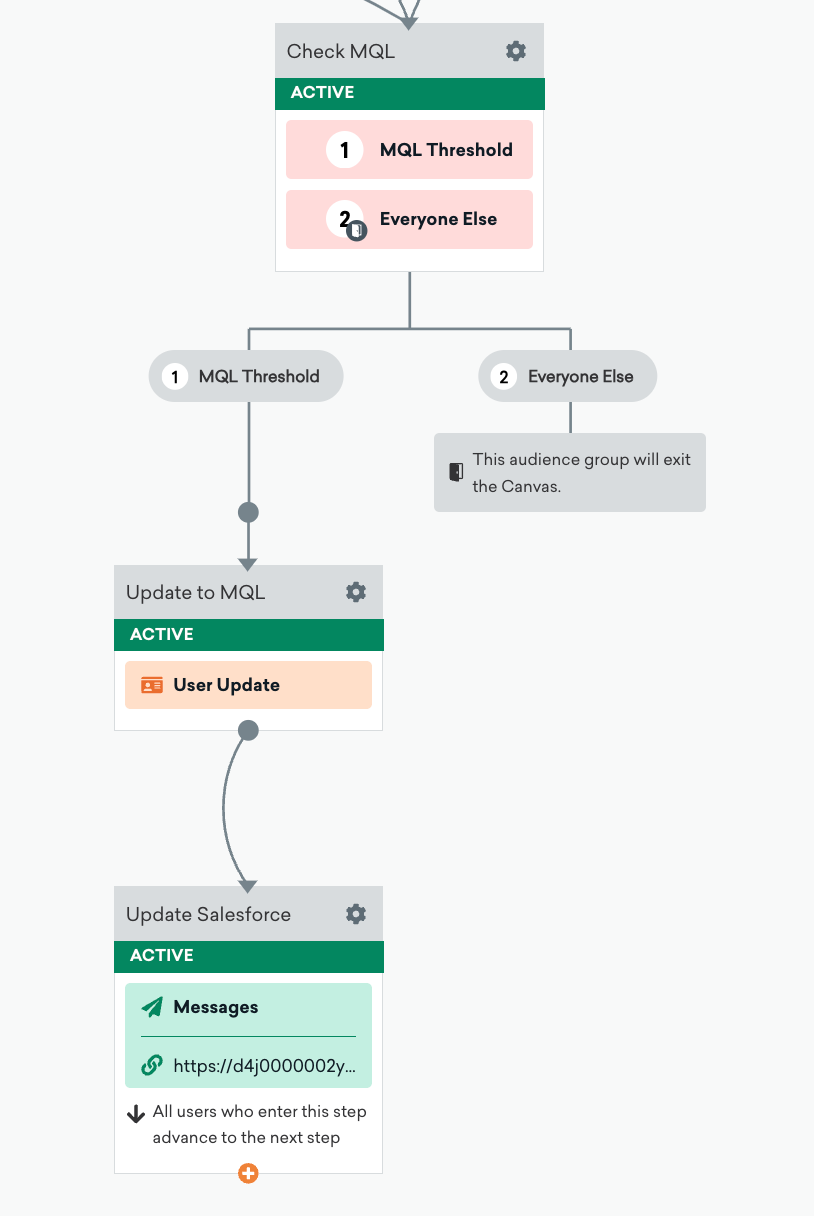 Check MQL
ACTIVE
1 MQL Threshold
2 Everyone Else
1 MQL Threshold
2 Everyone Else
This audience group will exit
the Canvas.
Update to MQL
ACTIVE
User Update
Update Salesforce
ACTIVE
Messages
https://d4j0000002y...
All users who enter this step
advance to the next step